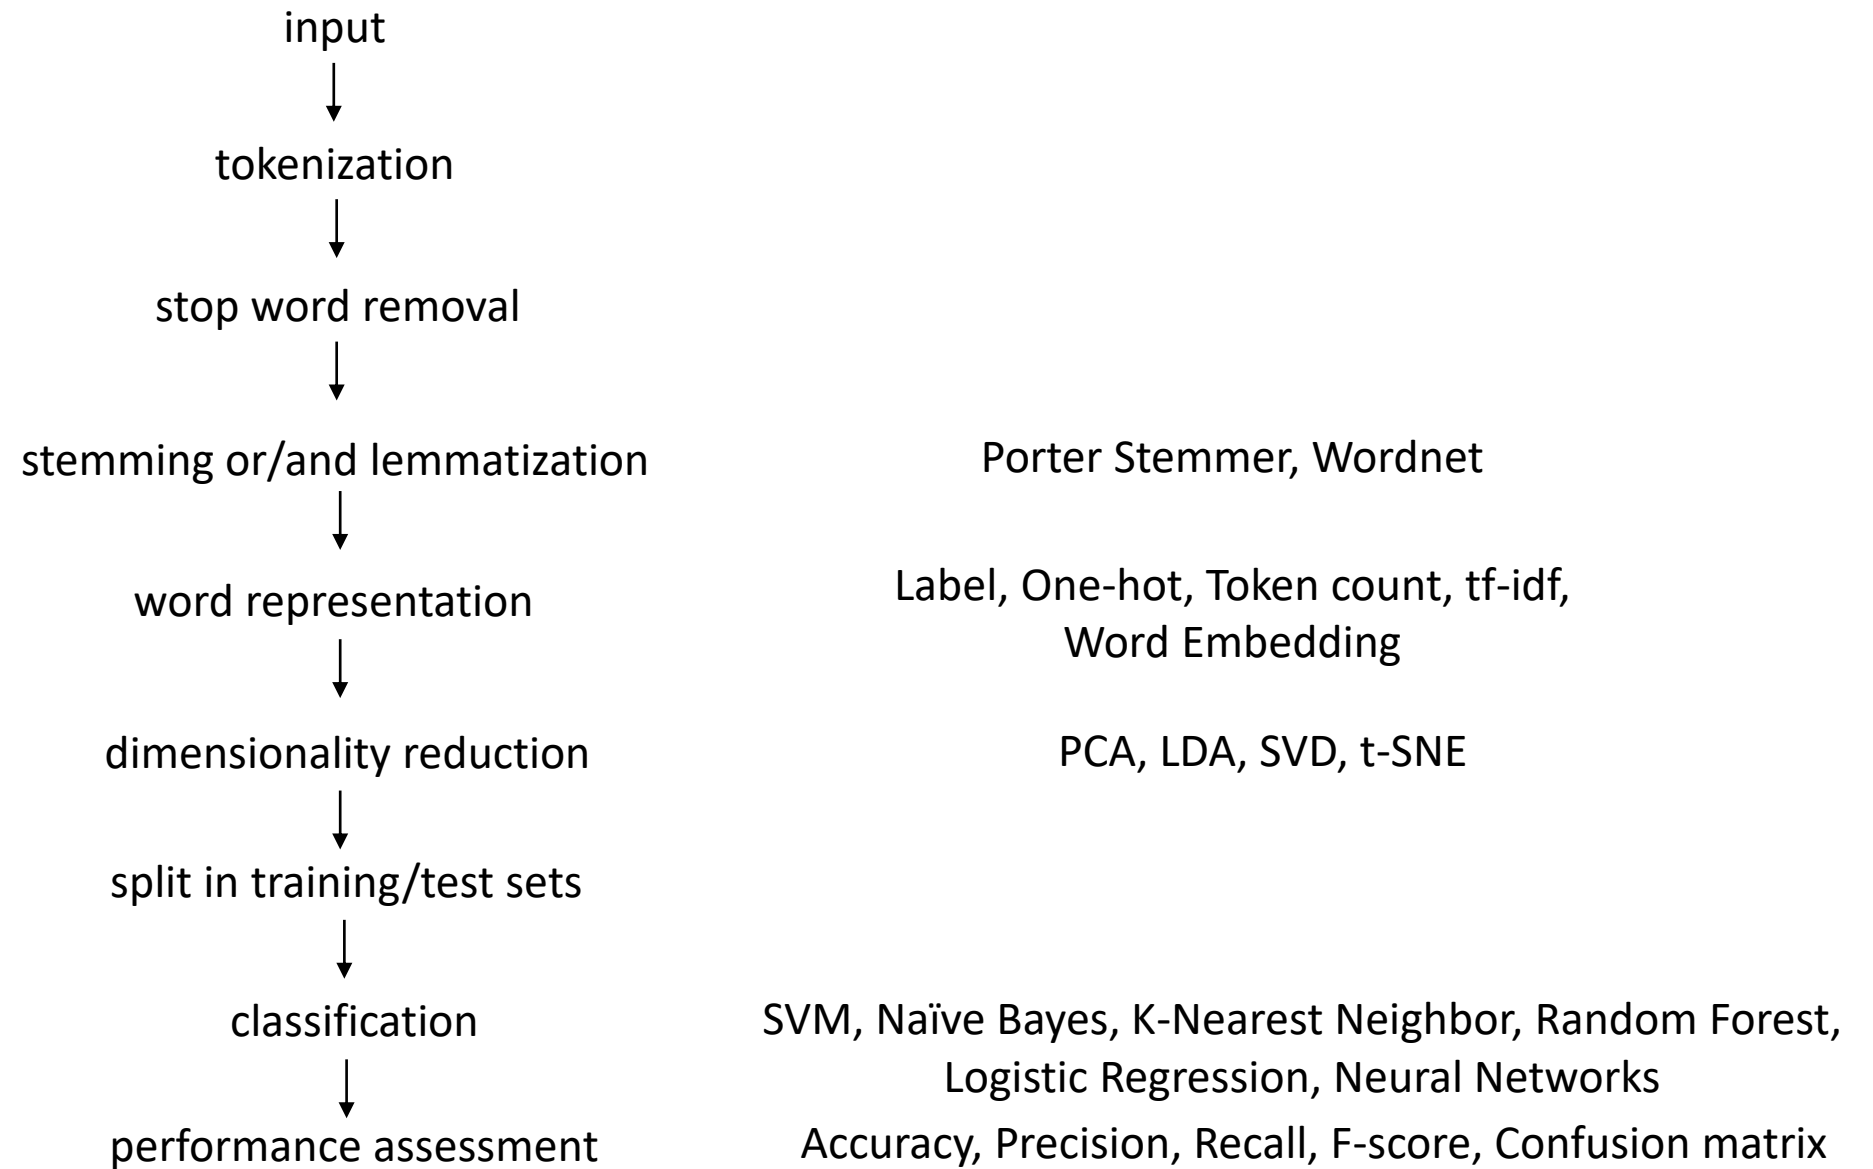 input
tokenization
stop word removal
stemming or/and lemmatization
Porter Stemmer, Wordnet
word representation
Label, One-hot, Token count, tf-idf,
Word Embedding
dimensionality reduction
PCA, LDA, SVD, t-SNE
split in training/test sets
classification
SVM, Naïve Bayes, K-Nearest Neighbor, Random Forest,
Logistic Regression, Neural Networks
performance assessment
Accuracy, Precision, Recall, F-score, Confusion matrix